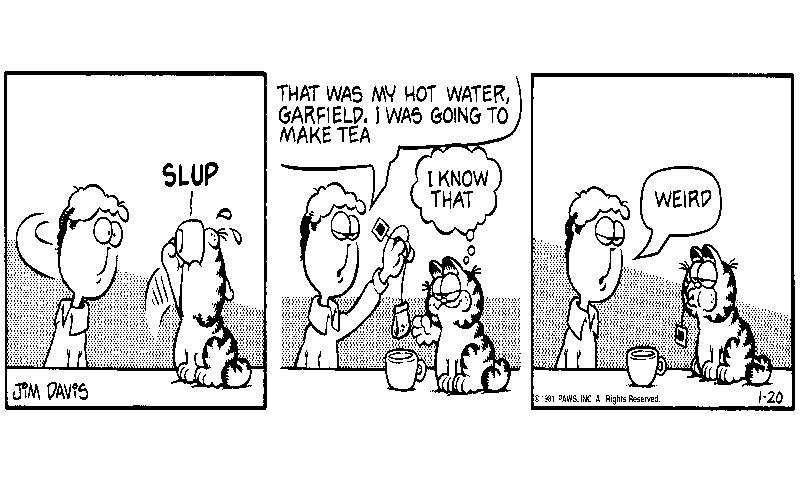 SLUP
JIM DAVIS
THAT WAS MY HOT WATER,
GARFIELD. I WAS GOING TO
MAKE TEA
I KNOW
THAT
WEIRD
© 1981 PAWS, INC A Rights Reserved.
1-20